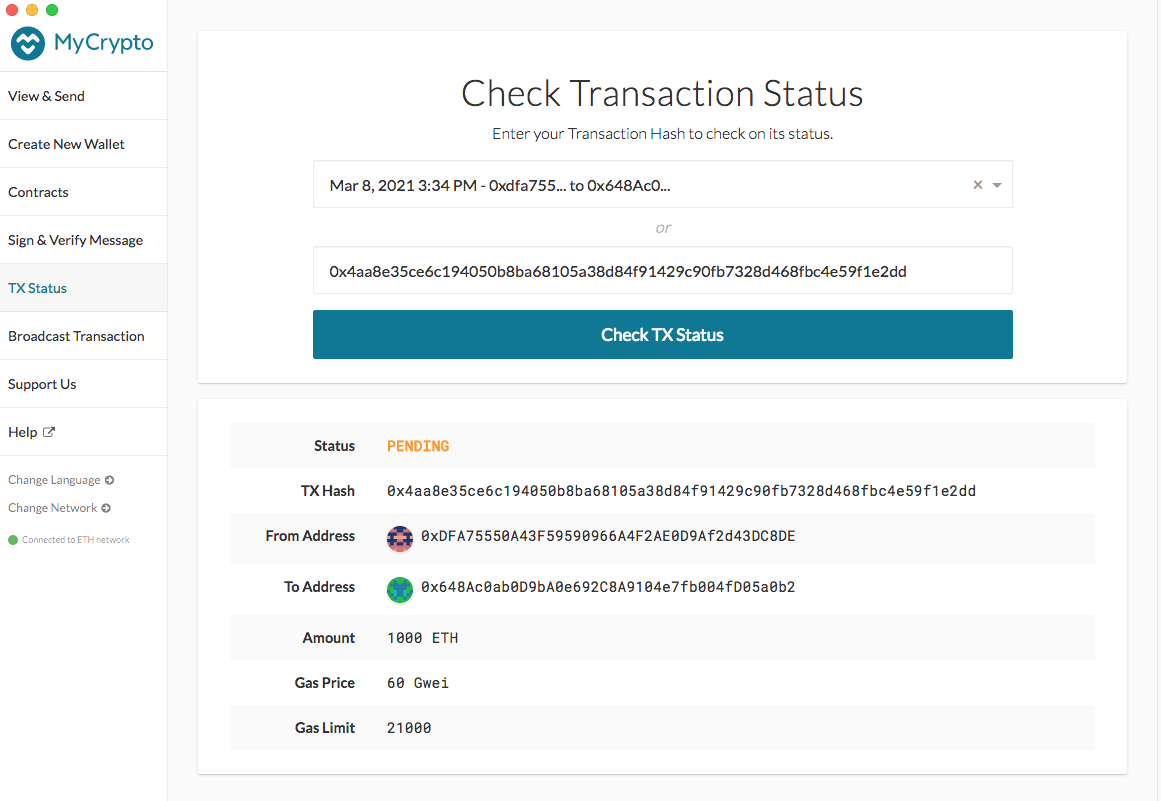 MyCrypto
View & Send
Create New Wallet
Contracts
Sign & Verify Message
TX Status
Broadcast Transaction
Support Us
Help
Change Language
Change Network
Connected to ETH network
Check Transaction Status
Enter your Transaction Hash to check on its status.
Mar 8, 2021 3:34 PM - 0xdfa755... to 0x648Ac0...
or
0x4aa8e35ce6c194050b8ba68105a38d84f91429c90fb7328d468fbc4e59f1e2dd
Check TX Status
Status PENDING
TX Hash 0x4aa8e35ce6c194050b8ba68105a38d84f91429c90fb7328d468fbc4e59f1e2dd
From Address 0xDFA75550A43F59590966A4F2AE0D9Af2d43DC8DE
To Address 0x648Ac0ab0D9bA0e692C8A9104e7fb004fD05a0b2
Amount 1000 ETH
Gas Price 60 Gwei
Gas Limit 21000